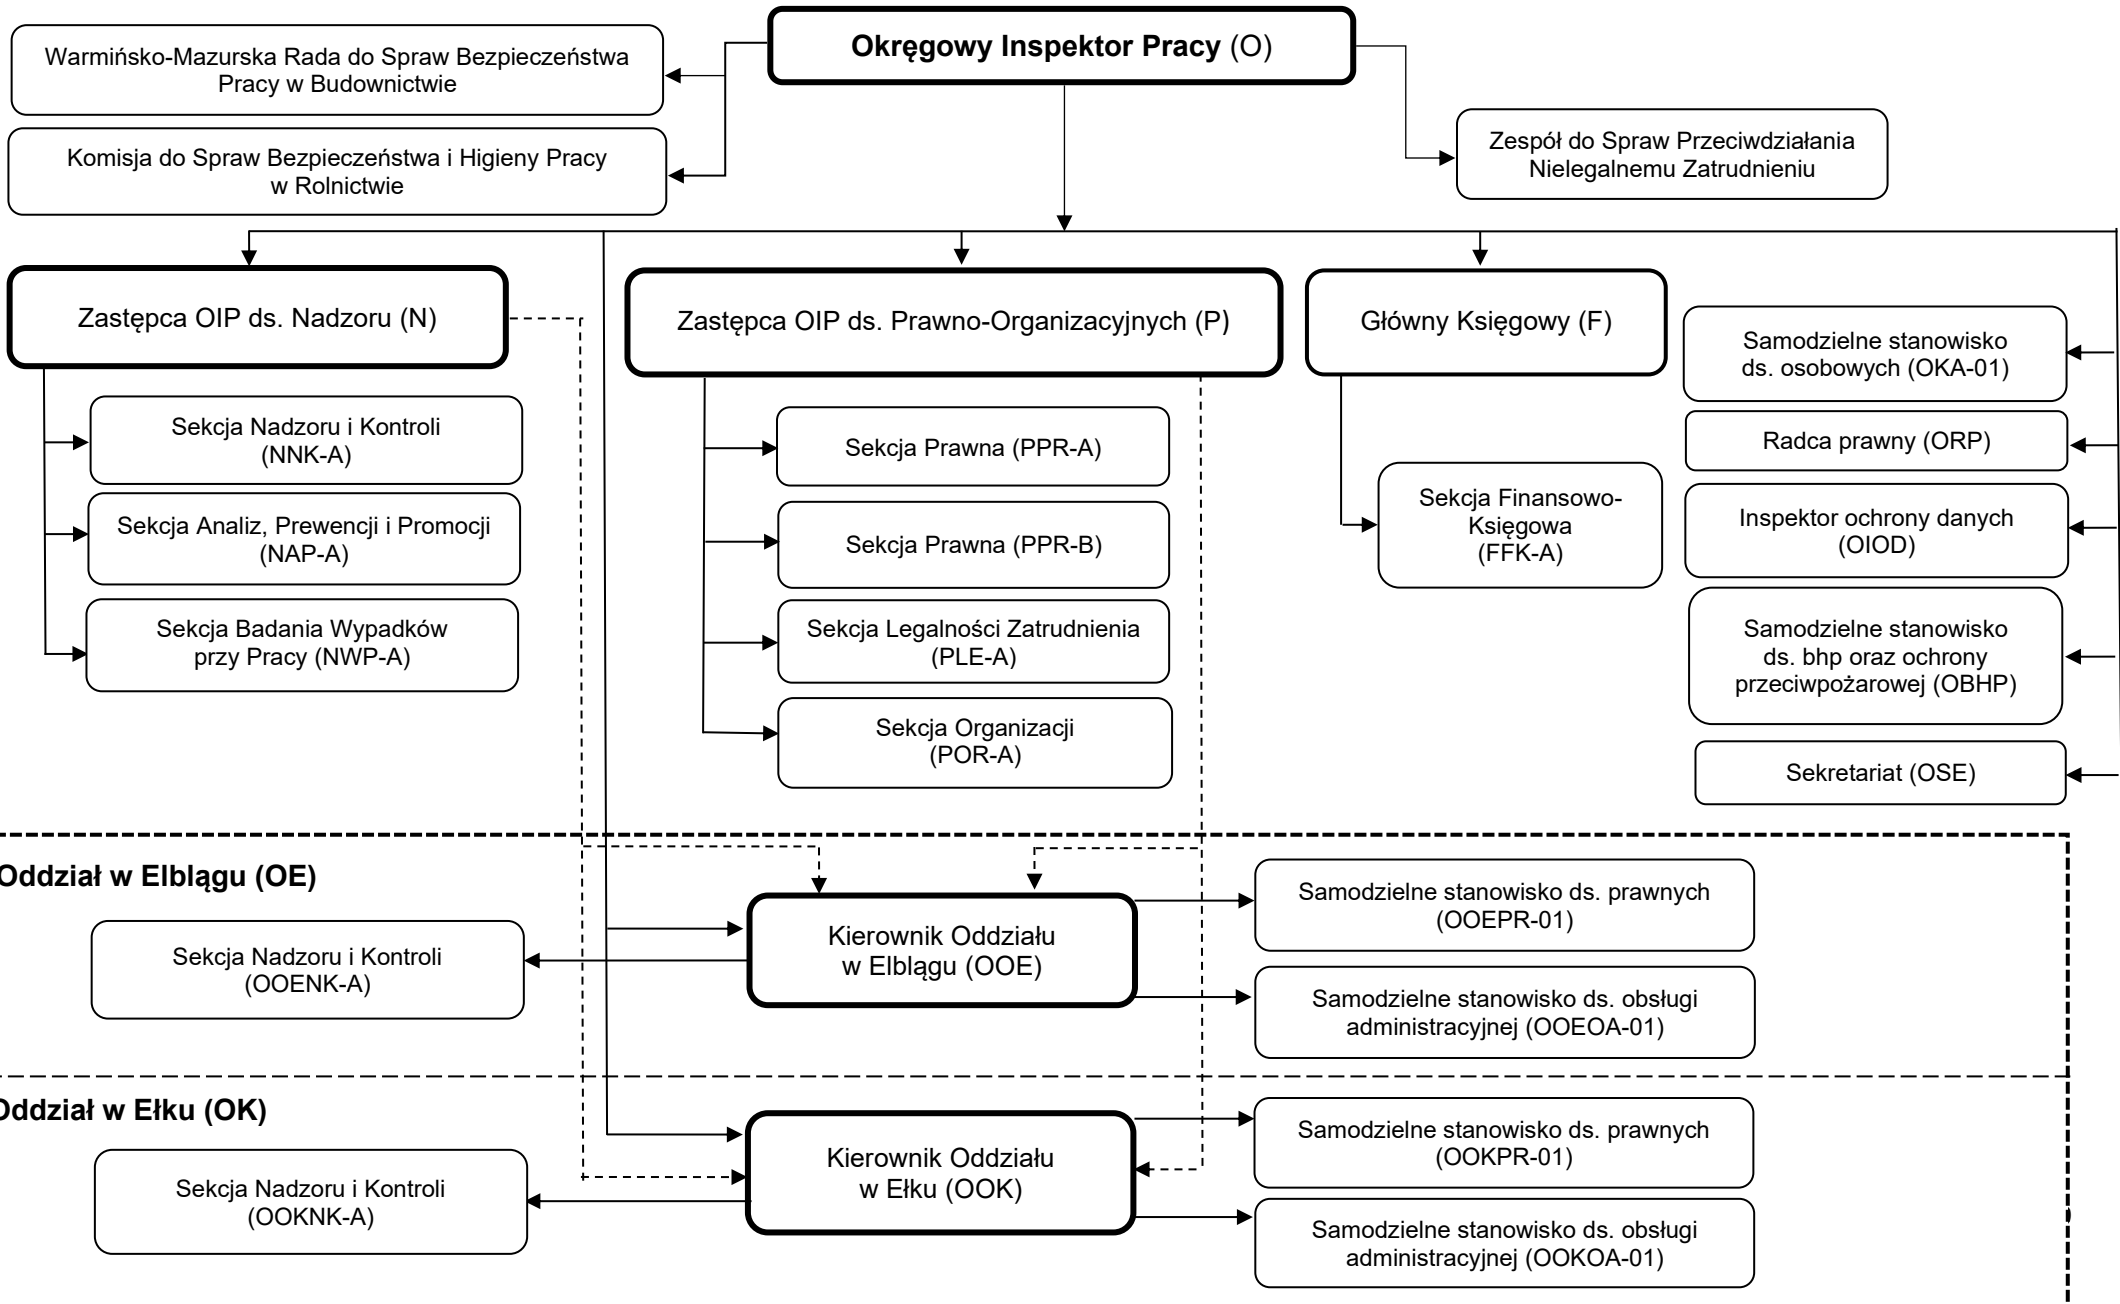 Okręgowy Inspektor Pracy (O)
Warmińsko-Mazurska Rada do Spraw Bezpieczeństwa
Pracy w Budownictwie
Komisja do Spraw Bezpieczeństwa i Higieny Pracy
w Rolnictwie
Zespół do Spraw Przeciwdziałania
Nielegalnemu Zatrudnieniu
Zastępca OIP ds. Nadzoru (N)
Sekcja Nadzoru i Kontroli
(NNK-A)
Sekcja Analiz, Prewencji i Promocji
(NAP-A)
Sekcja Badania Wypadków
przy Pracy (NWP-A)
Zastępca OIP ds. Prawno-Organizacyjnych (P)
Sekcja Prawna (PPR-A)
Sekcja Prawna (PPR-B)
Sekcja Legalności Zatrudnienia
(PLE-A)
Sekcja Organizacji
(POR-A)
Główny Księgowy (F)
Sekcja Finansowo-
Księgowa
(FFK-A)
Samodzielne stanowisko
ds. osobowych (OKA-01)
Radca prawny (ORP)
Inspektor ochrony danych
(OIOD)
Samodzielne stanowisko
ds. bhp oraz ochrony
przeciwpożarowej (OBHP)
Sekretariat (OSE)
Oddział w Elblągu (OE)
Sekcja Nadzoru i Kontroli
(OOENK-A)
Kierownik Oddziału
w Elblągu (OOE)
Samodzielne stanowisko ds. prawnych
(OOEPR-01)
Samodzielne stanowisko ds. obsługi
administracyjnej (OOEOA-01)
Oddział w Ełku (OK)
Sekcja Nadzoru i Kontroli
(OOKNK-A)
Kierownik Oddziału
w Ełku (OOK)
Samodzielne stanowisko ds. prawnych
(OOKPR-01)
Samodzielne stanowisko ds. obsługi
administracyjnej (OOKOA-01)